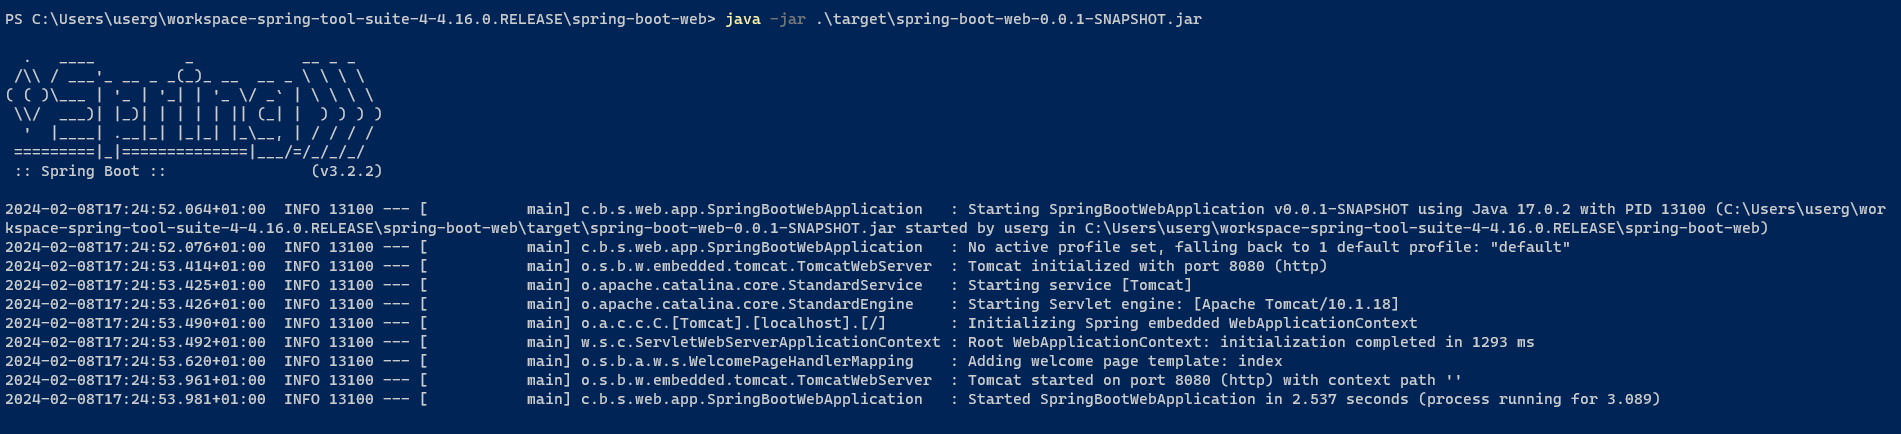 PS C:\Users\userg\workspace-spring-tool-suite-4-4.16.0.RELEASE\spring-boot-web> java -jar .\target\spring-boot-web-0.0.1-SNAPSHOT.jar

  .   ____          _            __ _ _
 /\\ / ___'_ __ _ _(_)_ __  __ _ \ \ \ \
( ( )\___ | '_ | '_| | '_ \/ _` | \ \ \ \
 \\/  ___)| |_)| | | | | || (_| |  ) ) ) )
  '  |____| .__|_| |_|_| |_\__, | / / / /
 =========|_|==============|___/=/_/_/_/
 :: Spring Boot ::                (v3.2.2)

2024-02-08T17:24:52.064+01:00  INFO 13100 --- [           main] c.b.s.web.app.SpringBootWebApplication   : Starting SpringBootWebApplication v0.0.1-SNAPSHOT using Java 17.0.2 with PID 13100 (C:\Users\userg\wor
kspace-spring-tool-suite-4-4.16.0.RELEASE\spring-boot-web\target\spring-boot-web-0.0.1-SNAPSHOT.jar started by userg in C:\Users\userg\workspace-spring-tool-suite-4-4.16.0.RELEASE\spring-boot-web)
2024-02-08T17:24:52.076+01:00  INFO 13100 --- [           main] c.b.s.web.app.SpringBootWebApplication   : No active profile set, falling back to 1 default profile: "default"
2024-02-08T17:24:53.414+01:00  INFO 13100 --- [           main] o.s.b.w.embedded.tomcat.TomcatWebServer  : Tomcat initialized with port 8080 (http)
2024-02-08T17:24:53.425+01:00  INFO 13100 --- [           main] o.apache.catalina.core.StandardService   : Starting service [Tomcat]
2024-02-08T17:24:53.426+01:00  INFO 13100 --- [           main] o.apache.catalina.core.StandardEngine    : Starting Servlet engine: [Apache Tomcat/10.1.18]
2024-02-08T17:24:53.490+01:00  INFO 13100 --- [           main] o.a.c.c.C.[Tomcat].[localhost].[/]       : Initializing Spring embedded WebApplicationContext
2024-02-08T17:24:53.492+01:00  INFO 13100 --- [           main] w.s.c.ServletWebServerApplicationContext : Root WebApplicationContext: initialization completed in 1293 ms
2024-02-08T17:24:53.620+01:00  INFO 13100 --- [           main] o.s.b.a.w.s.WelcomePageHandlerMapping    : Adding welcome page template: index
2024-02-08T17:24:53.961+01:00  INFO 13100 --- [           main] o.s.b.w.embedded.tomcat.TomcatWebServer  : Tomcat started on port 8080 (http) with context path ''
2024-02-08T17:24:53.981+01:00  INFO 13100 --- [           main] c.b.s.web.app.SpringBootWebApplication   : Started SpringBootWebApplication in 2.537 seconds (process running for 3.089)